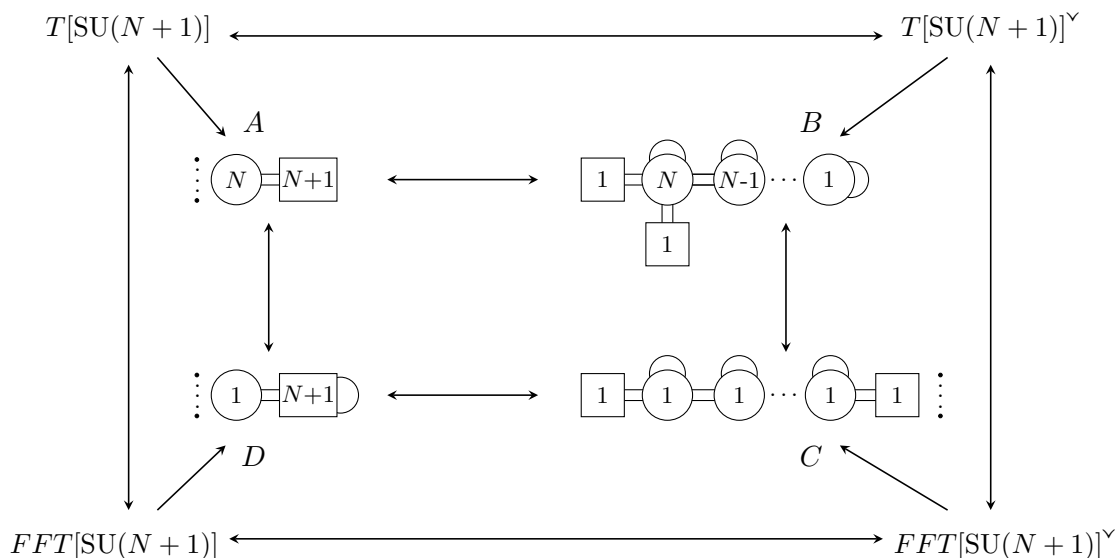 T[SU(N + 1)] T[SU(N + 1)]ˇ
A B
N N+1 1 N N-1 ··· 1
1
1 N+1 1 1 1 ··· 1 1
D C
FFT[SU(N + 1)] FFT[SU(N + 1)]ˇ